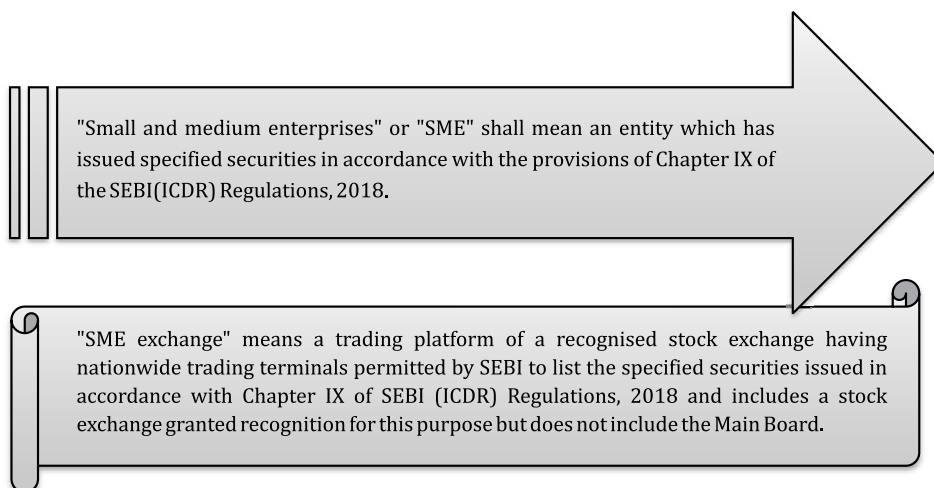 "Small and medium enterprises" or "SME" shall mean an entity which has
issued specified securities in accordance with the provisions of Chapter IX of
the SEBI(ICDR) Regulations, 2018.
"SME exchange" means a trading platform of a recognised stock exchange having
nationwide trading terminals permitted by SEBI to list the specified securities issued in
accordance with Chapter IX of SEBI (ICDR) Regulations, 2018 and includes a stock
exchange granted recognition for this purpose but does not include the Main Board.